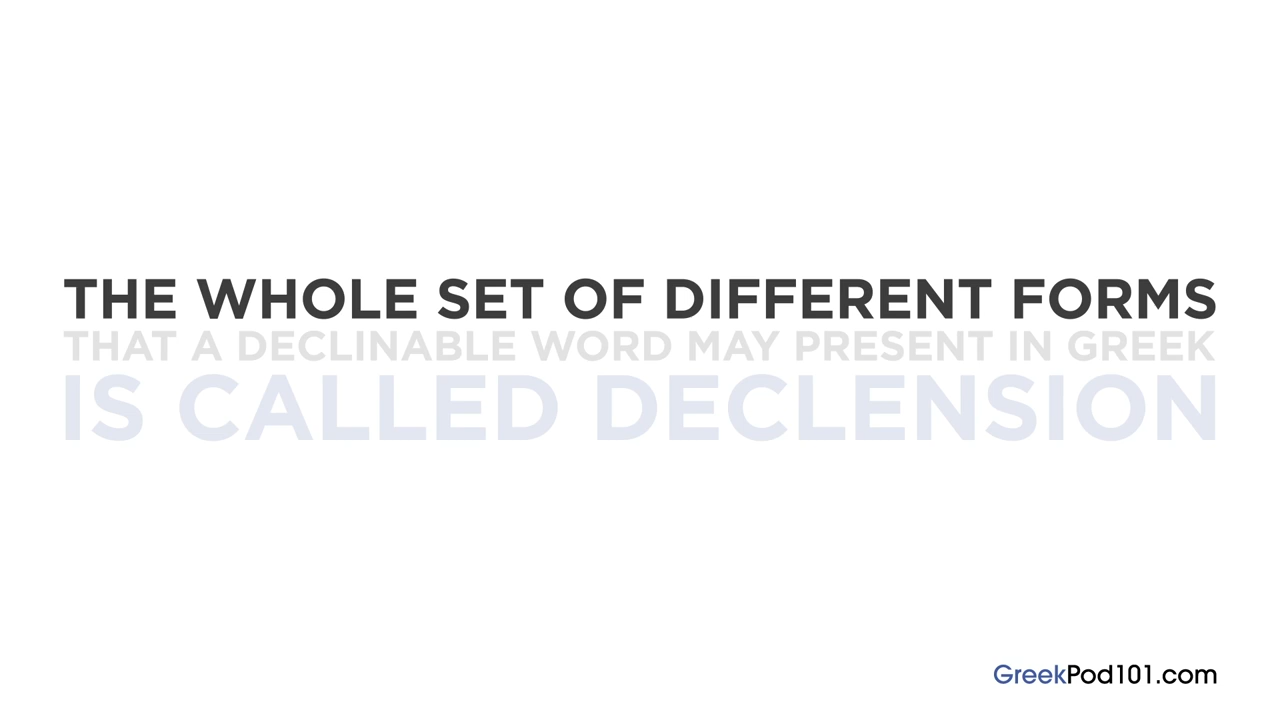 THE WHOLE SET OF DIFFERENT FORMS
THAT A DECLINABLE WORD MAY PRESENT IN GREEK
IS CALLED DECLENSION
GreekPod101.com